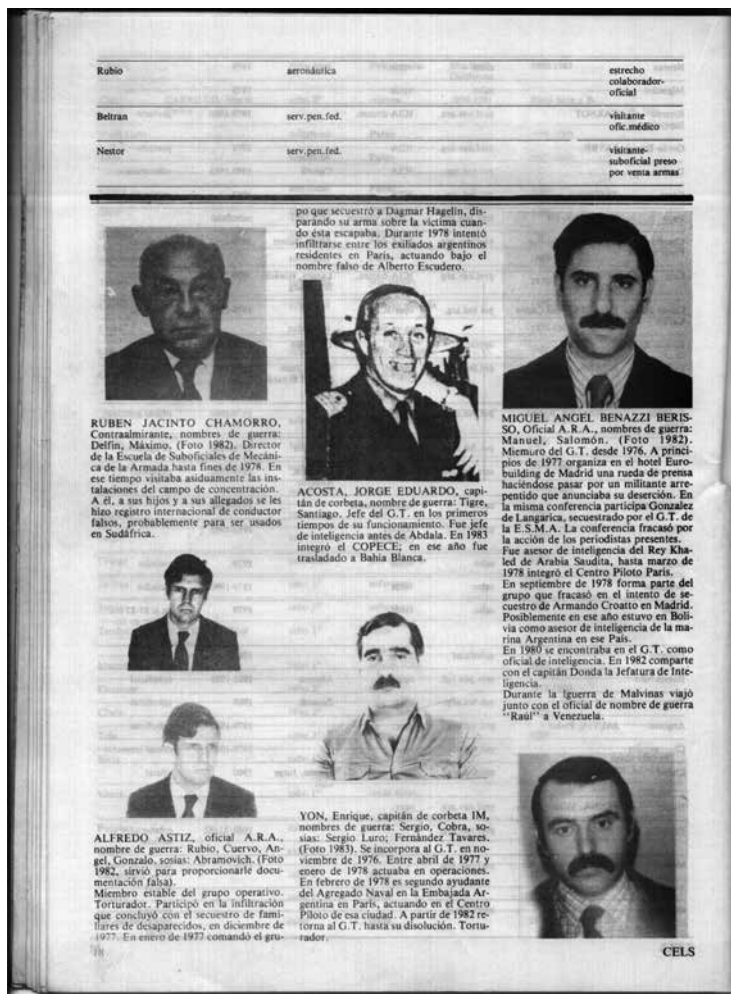 Rubio aeronáutica estrecho
colaborador-
oficial
Beltran serv.pen.fed. visitante
ofic.médico
Nestor serv.pen.fed. visitante-
suboficial preso
por venta armas
RUBEN JACINTO CHAMORRO,
Contraalmirante, nombres de guerra:
Delfín, Máximo. (Foto 1982). Director
de la Escuela de Suboficiales de Mecáni-
ca de la Armada hasta fines de 1978. En
ese tiempo visitaba asiduamente las ins-
talaciones del campo de concentración.
A él, a sus hijos y a sus allegados se les
hizo registro internacional de conductor
falsos, probablemente para ser usados
en Sudáfrica.
ALFREDO ASTIZ, oficial A.R.A.,
nombre de guerra: Rubio, Cuervo, An-
gel, Gonzalo, sosias: Abramovich. (Foto
1982, sirvió para proporcionarle docu-
mentación falsa).
Miembro estable del grupo operativo.
Torturador. Participó en la infiltración
que concluyó con el secuestro de fami-
liares de desaparecidos, en diciembre de
1977. En enero de 1977 comandó el gru-
po que secuestró a Dagmar Hagelin, dis-
parando su arma sobre la víctima cuan-
do ésta escapaba. Durante 1978 intentó
infiltrarse entre los exiliados argentinos
residentes en París, actuando bajo el
nombre falso de Alberto Escudero.
ACOSTA, JORGE EDUARDO, capi-
tán de corbeta, nombre de guerra: Tigre,
Santiago. Jefe del G.T. en los primeros
tiempos de su funcionamiento. Fue jefe
de inteligencia antes de Abdala. En 1983
integró el COPECE; en ese año fue
trasladado a Bahía Blanca.
YON, Enrique, capitán de corbeta IM,
nombres de guerra: Sergio, Cobra, so-
sias: Sergio Luro; Fernández Tavares.
(Foto 1983). Se incorpora al G.T. en no-
viembre de 1976. Entre abril de 1977 y
enero de 1978 actuaba en operaciones.
En febrero de 1978 es segundo ayudante
del Agregado Naval en la Embajada Ar-
gentina en París, actuando en el Centro
Piloto de esa ciudad. A partir de 1982 re-
torna al G.T. hasta su disolución. Tortu-
rador.
MIGUEL ANGEL BENAZZI BERIS-
SO, Oficial A.R.A., nombres de guerra:
Manuel, Salomón. (Foto 1982).
Miemuro del G.T. desde 1976. A princi-
pios de 1977 organiza en el hotel Euro-
building de Madrid una rueda de prensa
haciéndose pasar por un militante arre-
pentido que anunciaba su deserción. En
la misma conferencia participa Gonzalez
de Langarica, secuestrado por el G.T. de
la E.S.M.A. La conferencia fracasó por
la acción de los periodistas presentes.
Fue asesor de inteligencia del Rey Kha-
led de Arabia Saudita, hasta marzo de
1978 integró el Centro Piloto París.
En septiembre de 1978 forma parte del
grupo que fracasó en el intento de se-
cuestro de Armando Croatto en Madrid.
Posiblemente en ese año estuvo en Boli-
via como asesor de inteligencia de la ma-
rina Argentina en ese País.
En 1980 se encontraba en el G.T. como
oficial de inteligencia. En 1982 comparte
con el capitán Donda la Jefatura de Inte-
ligencia.
Durante la Iguerra de Malvinas viajó
junto con el oficial de nombre de guerra
"Raúl" a Venezuela.
18 CELS